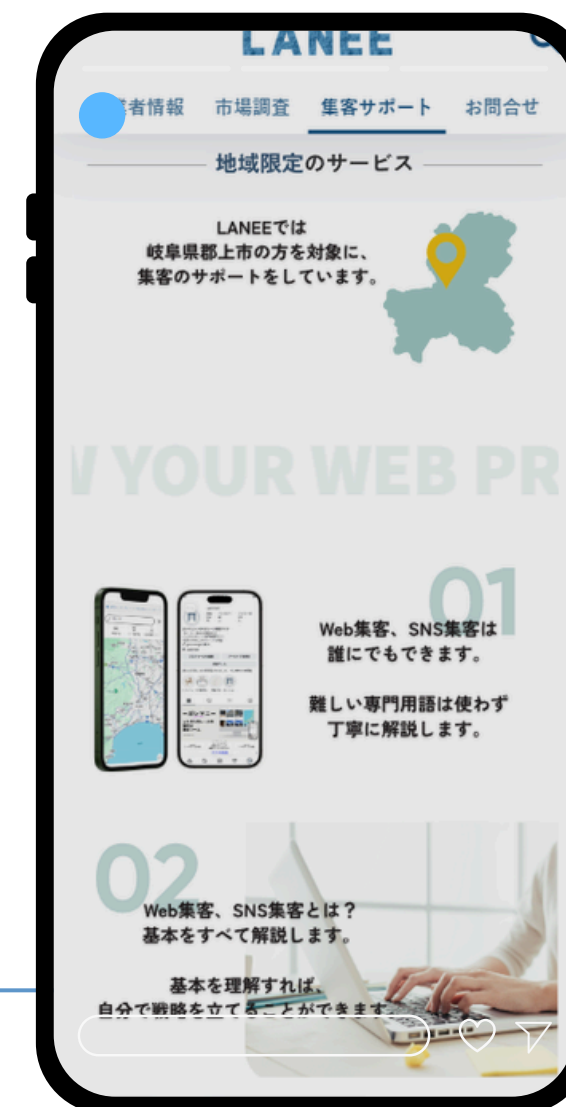 LANEE
者情報 市場調査 集客サポート お問合せ
地域限定のサービス
LANEEでは
岐阜県郡上市の方を対象に、
集客のサポートをしています。
YOUR WEB PR
01
Web集客、SNS集客は
誰にでもできます。
難しい専門用語は使わず
丁寧に解説します。
02
Web集客、SNS集客とは？
基本をすべて解説します。
基本を理解すれば、
自分で戦略を立てることができます。